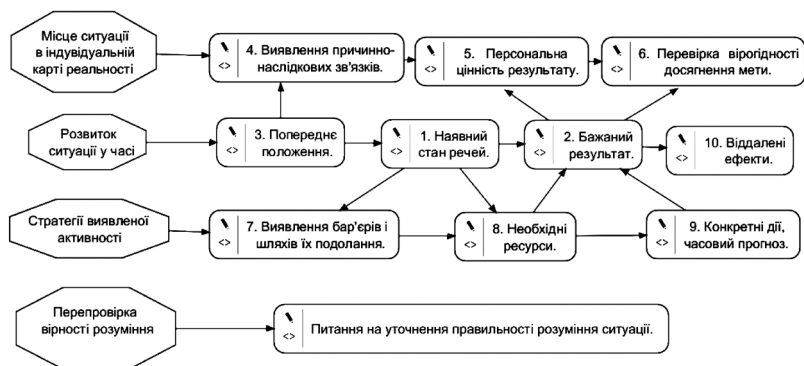 Місце ситуації
в індувідуальній
карті реальності
4. Виявлення причинно-
наслідкових зв'язків.
5. Персональна
цінність результату.
6. Перевірка вірогідності
досягнення мети.
Розвиток
ситуації у часі
3. Попереднє
положення.
1. Наявний
стан речей.
2. Бажаний
результат.
10. Віддалені
ефекти.
Стратегії виявленої
активності
7. Виявлення бар'єрів і
шляхів їх подолання.
8. Необхідні
ресурси.
9. Конкретні дії,
часовий прогноз.
Перепровірка
вірності розуміння
Питання на уточнення правильності розуміння ситуації.